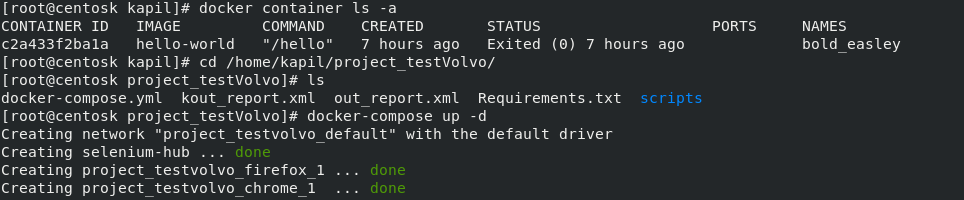 [root@centosk kapil]# docker container ls -a
CONTAINER ID   IMAGE         COMMAND    CREATED       STATUS                   PORTS     NAMES
c2a433f2ba1a   hello-world   "/hello"   7 hours ago   Exited (0) 7 hours ago             bold_easley
[root@centosk kapil]# cd /home/kapil/project_testVolvo/
[root@centosk project_testVolvo]# ls
docker-compose.yml  kout_report.xml  out_report.xml  Requirements.txt  scripts
[root@centosk project_testVolvo]# docker-compose up -d
Creating network "project_testvolvo_default" with the default driver
Creating selenium-hub ... done
Creating project_testvolvo_firefox_1 ... done
Creating project_testvolvo_chrome_1  ... done